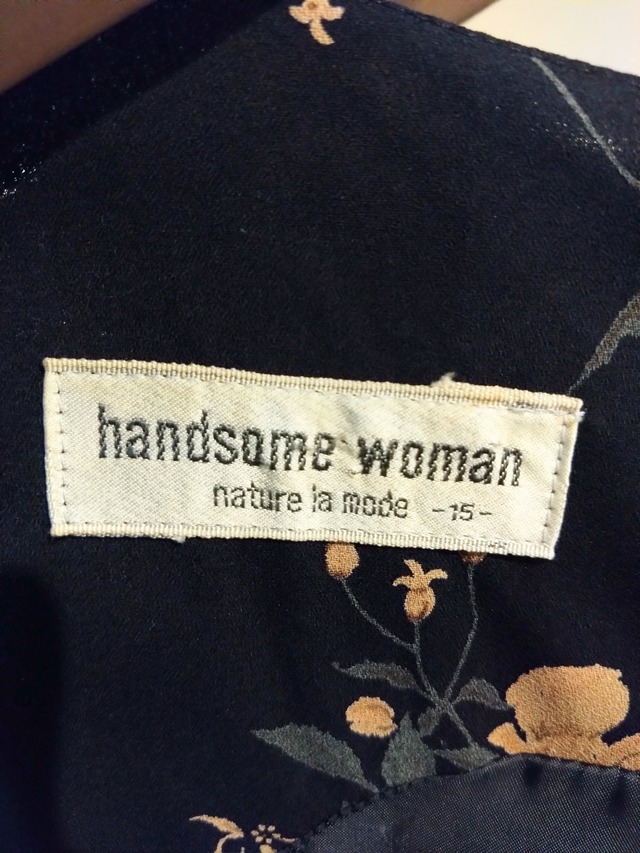 handsome woman
nature la mode -15-